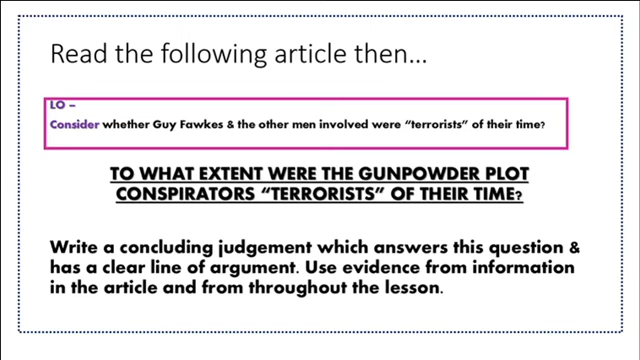 Read the following article then...
LO –
Consider whether Guy Fawkes & the other men involved were “terrorists” of their time?
TO WHAT EXTENT WERE THE GUNPOWDER PLOT
CONSPIRATORS “TERRORISTS” OF THEIR TIME?
Write a concluding judgement which answers this question &
has a clear line of argument. Use evidence from information
in the article and from throughout the lesson.